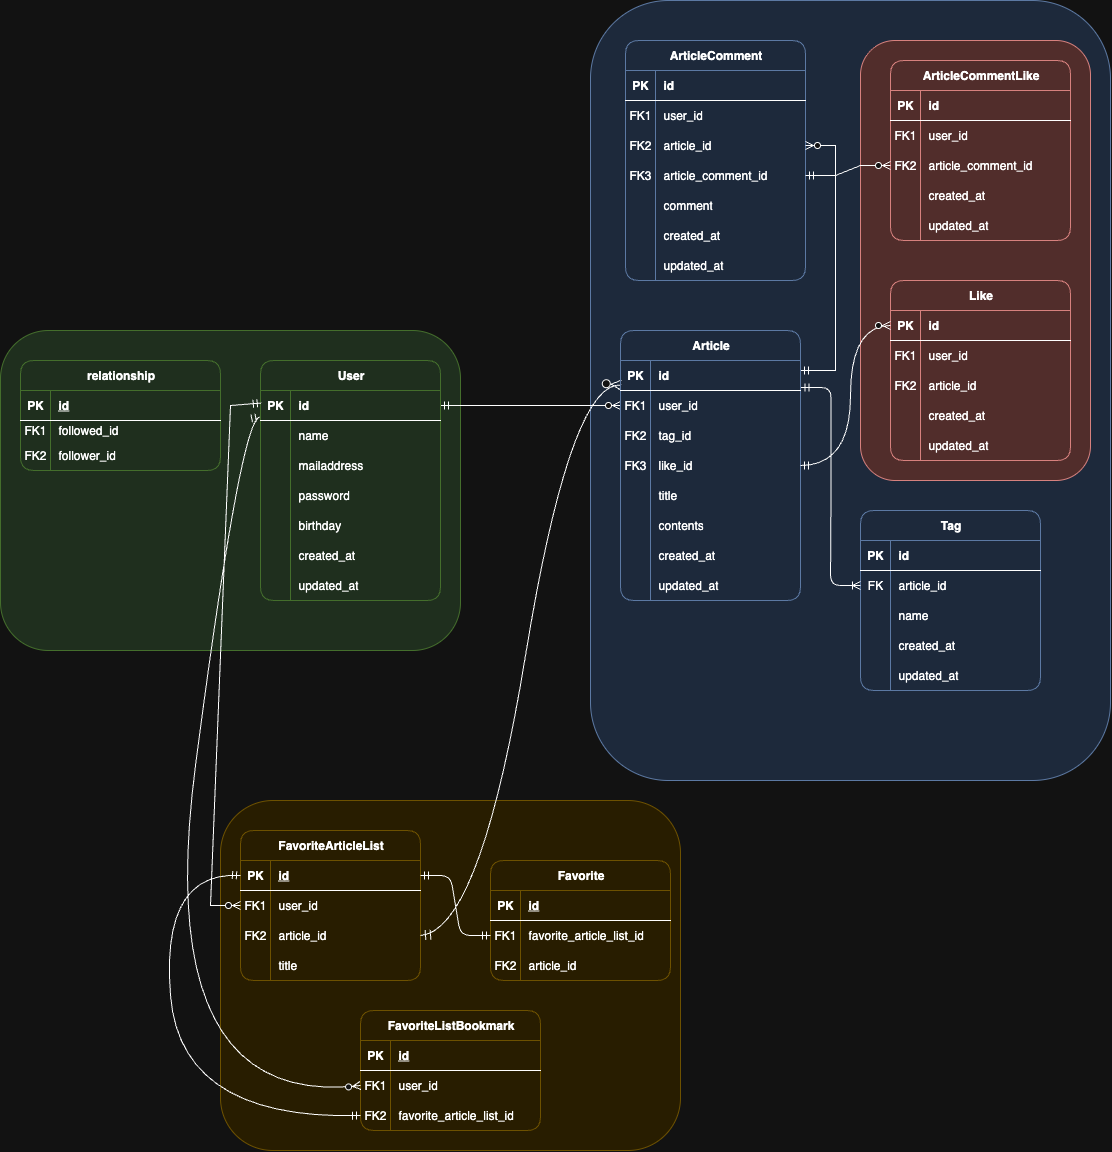 ArticleComment
PK id
FK1 user_id
FK2 article_id
FK3 article_comment_id
comment
created_at
updated_at
ArticleCommentLike
PK id
FK1 user_id
FK2 article_comment_id
created_at
updated_at
Like
PK id
FK1 user_id
FK2 article_id
created_at
updated_at
relationship
PK id
FK1 followed_id
FK2 follower_id
User
PK id
name
mailaddress
password
birthday
created_at
updated_at
Article
PK id
FK1 user_id
FK2 tag_id
FK3 like_id
title
contents
created_at
updated_at
Tag
PK id
FK article_id
name
created_at
updated_at
FavoriteArticleList
PK id
FK1 user_id
FK2 article_id
title
Favorite
PK id
FK1 favorite_article_list_id
FK2 article_id
FavoriteListBookmark
PK id
FK1 user_id
FK2 favorite_article_list_id